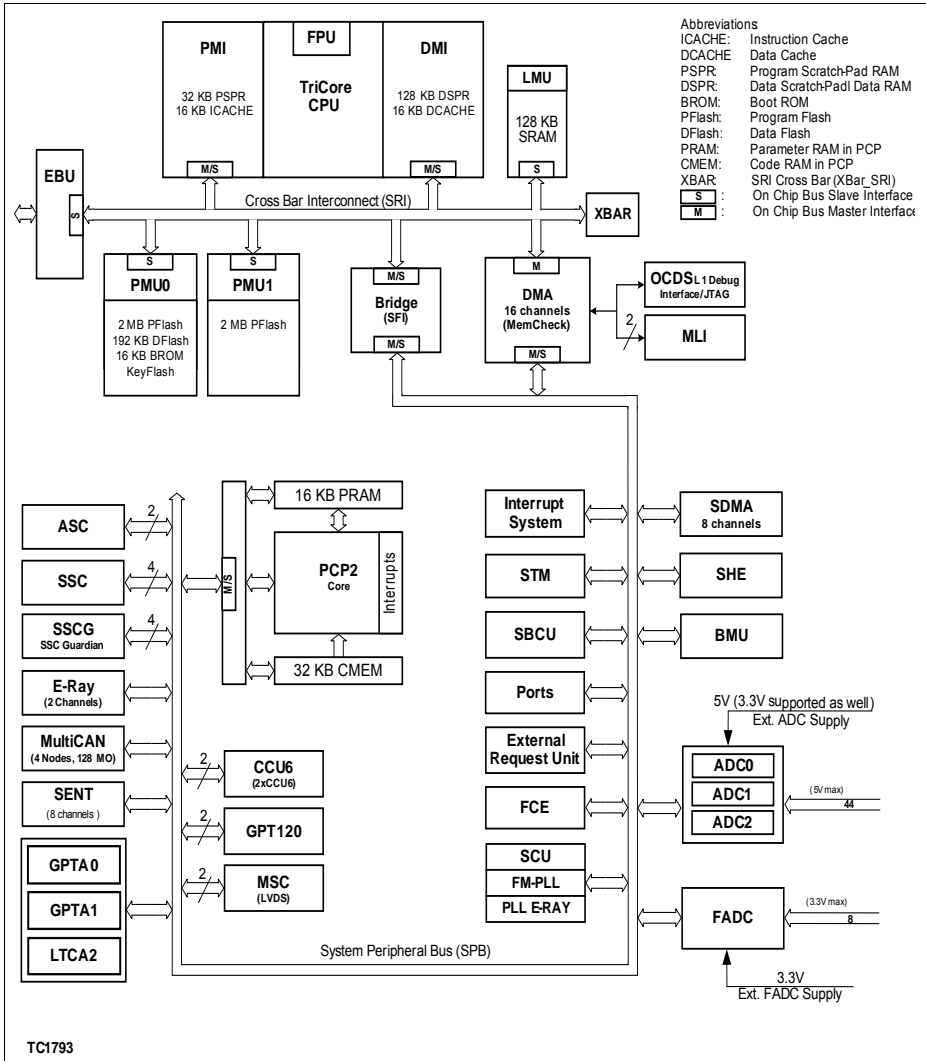 Abbreviations:
ICACHE: Instruction Cache
DCACHE Data Cache
PSPR: Program Scratch-Pad RAM
DSPR: Data Scratch-Padl Data RAM
BROM: Boot ROM
PFlash: Program Flash
DFlash: Data Flash
PRAM: Parameter RAM in PCP
CMEM: Code RAM in PCP
XBAR: SRI Cross Bar (XBar_SRI)
S : On Chip Bus Slave Interface
M : On Chip Bus Master Interface
PMI
32 KB PSPR
16 KB ICACHE
M/S
FPU
TriCore
CPU
DMI
128 KB DSPR
16 KB DCACHE
M/S
LMU
128 KB
SRAM
S
EBU
S
Cross Bar Interconnect (SRI)
XBAR
S
PMU0
2 MB PFlash
192 KB DFlash
16 KB BROM
KeyFlash
S
PMU1
2 MB PFlash
M/S
Bridge
(SFI)
M/S
M
DMA
16 channels
(MemCheck)
M/S
OCDS L1 Debug
Interface/JTAG
2
MLI
ASC
2
SSC
4
SSCG
SSC Guardian
4
E-Ray
(2 Channels)
MultiCAN
(4 Nodes, 128 MO)
SENT
(8 channels )
GPTA0
GPTA1
LTCA2
M/S
16 KB PRAM
PCP2
Core
Interrupts
32 KB CMEM
2
CCU6
(2xCCU6)
2
GPT120
2
MSC
(LVDS)
System Peripheral Bus (SPB)
Interrupt
System
STM
SBCU
Ports
External
Request Unit
FCE
SCU
FM-PLL
PLL E-RAY
SDMA
8 channels
SHE
BMU
5V (3.3V supported as well)
Ext. ADC Supply
ADC0
ADC1
ADC2
(5V max)
44
FADC
(3.3V max)
8
3.3V
Ext. FADC Supply
TC1793